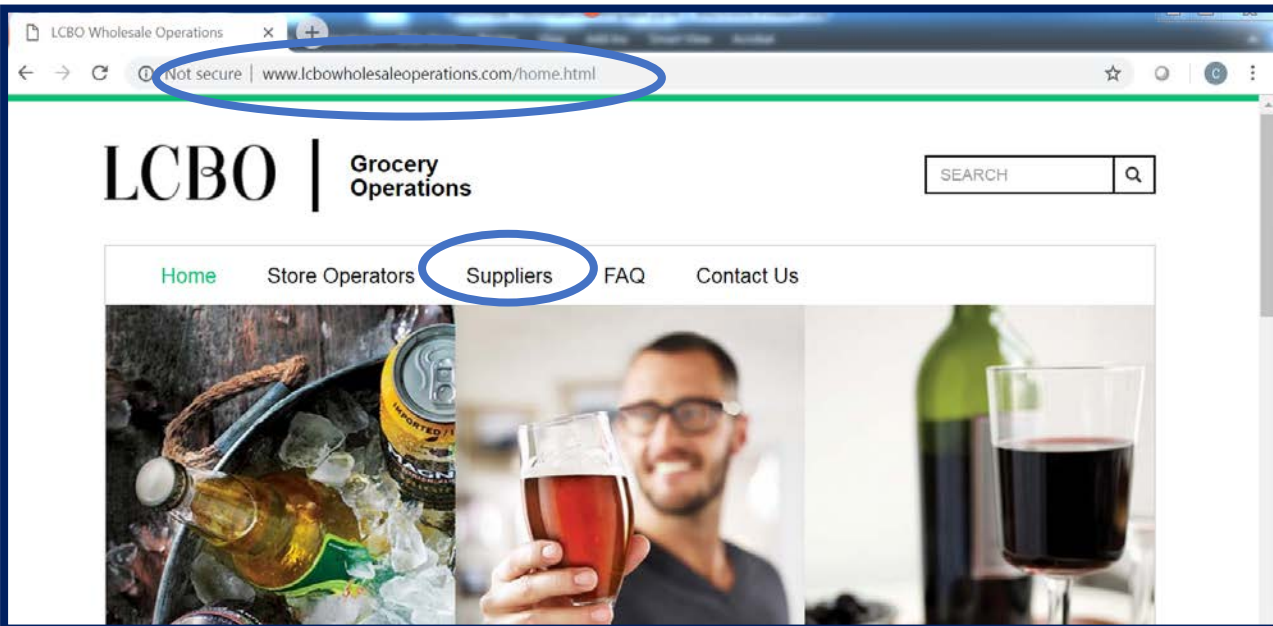 LCBO Wholesale Operations
Not secure | www.lcbowholesaleoperations.com/home.html
C
LCBO | Grocery
Operations
SEARCH
Home Store Operators Suppliers FAQ Contact Us
IMPORTED